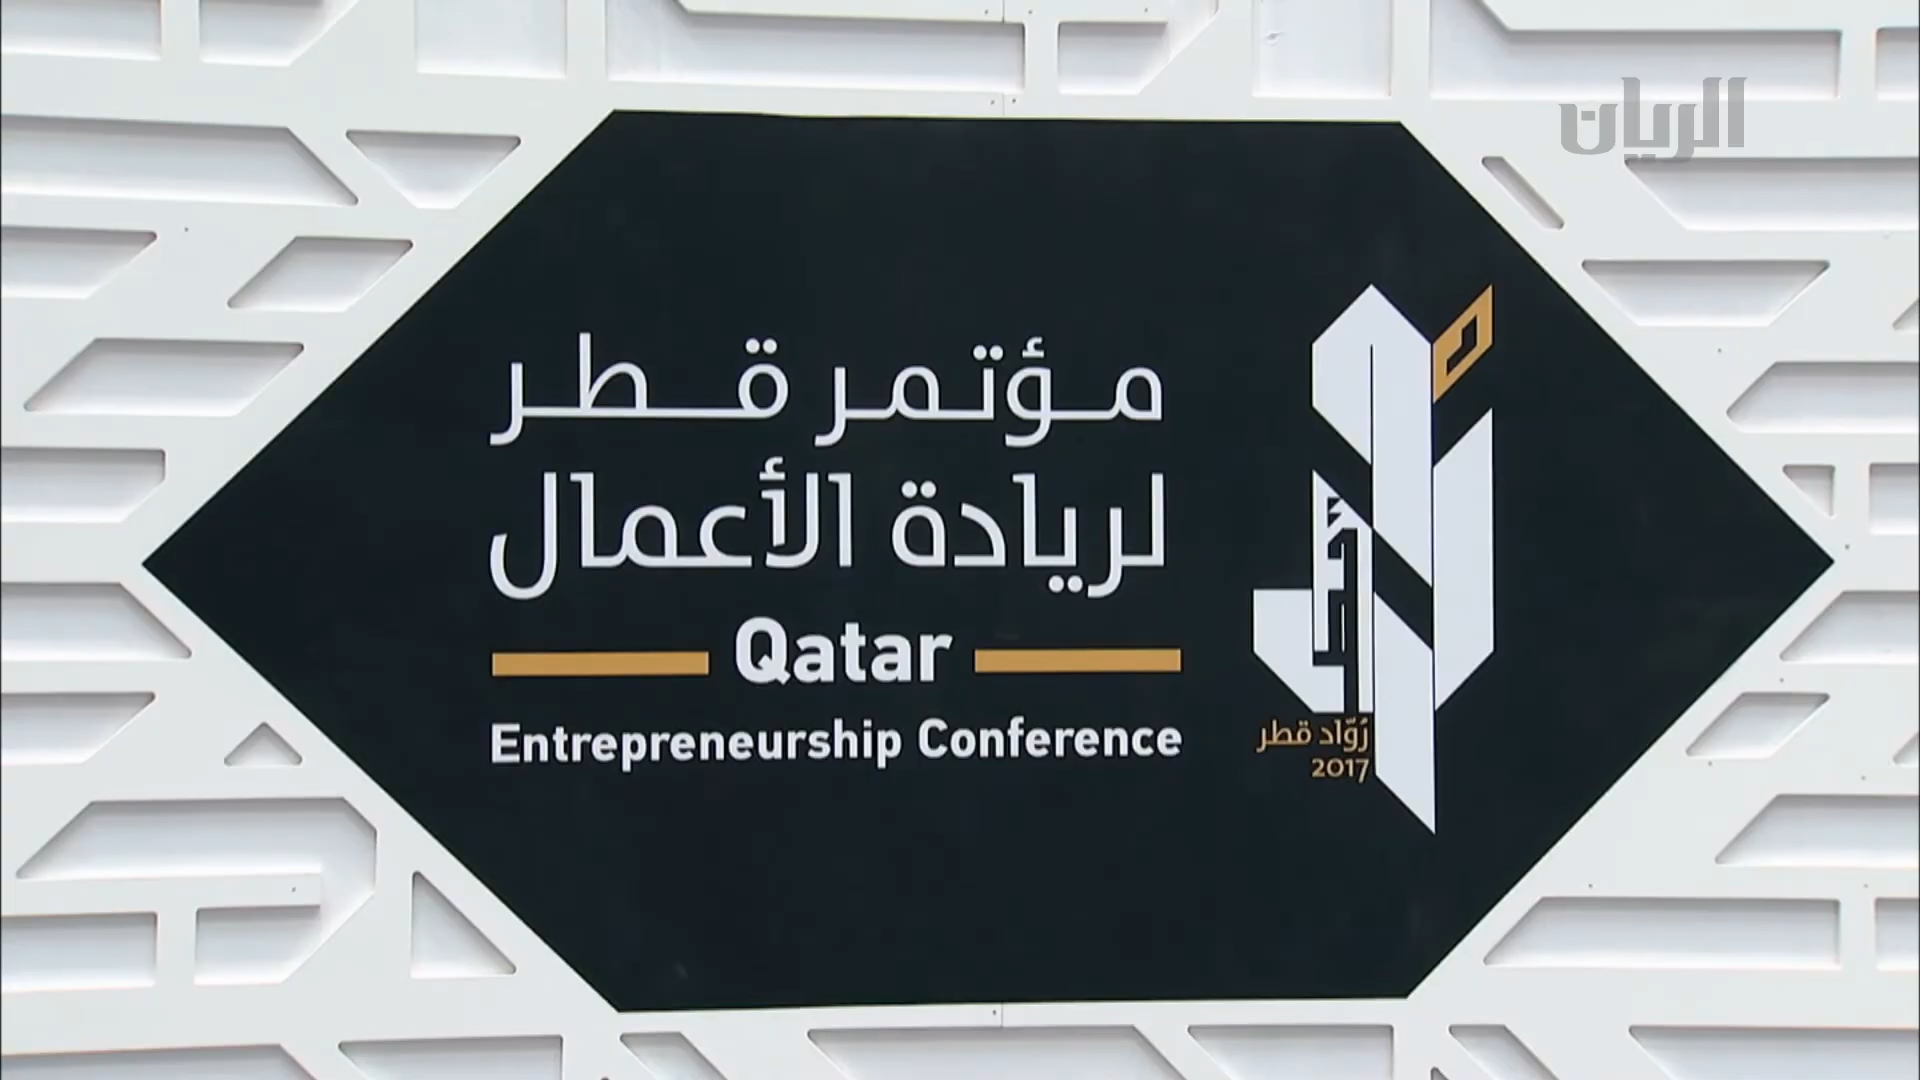 الريان
مؤتمر قطر
لريادة الأعمال
Qatar
Entrepreneurship Conference
رُوّاد قطر
2017